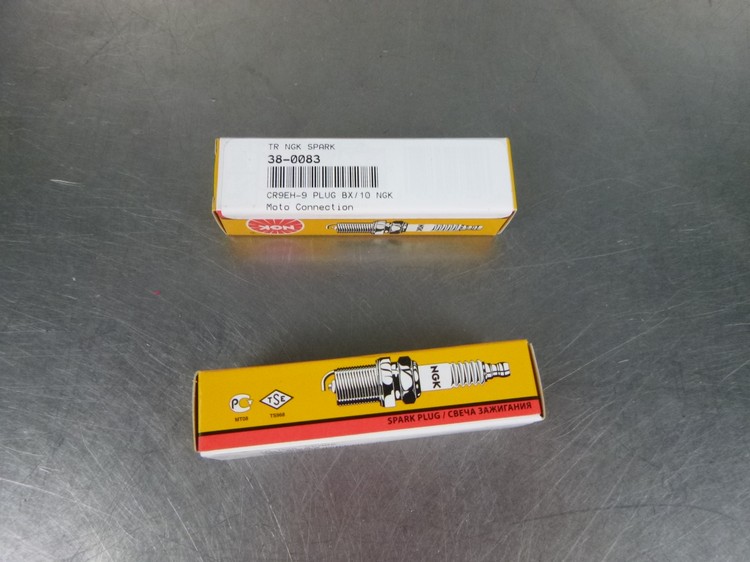 TR NGK SPARK
38-0083
CR9EH-9 PLUG BX/10 NGK
Moto Connection
NGK
NGK
TSE
SPARK PLUG / СВЕЧА ЗАЖИГАНИЯ